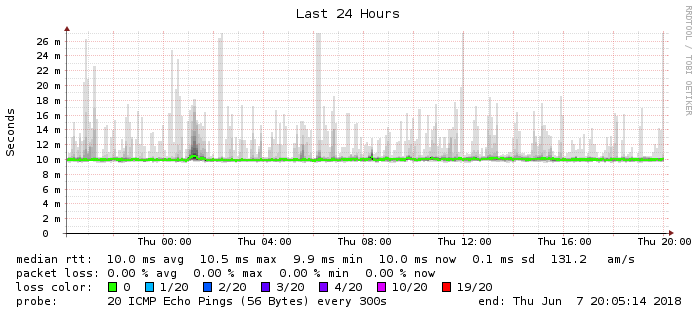 Last 24 Hours
RRDTOOL / TOBI OETIKER
Seconds
26 m
24 m
22 m
20 m
18 m
16 m
14 m
12 m
10 m
8 m
6 m
4 m
2 m
0
Thu 00:00 Thu 04:00 Thu 08:00 Thu 12:00 Thu 16:00 Thu 20:00
median rtt: 10.0 ms avg 10.5 ms max 9.9 ms min 10.0 ms now 0.1 ms sd 131.2 am/s
packet loss: 0.00 % avg 0.00 % max 0.00 % min 0.00 % now
loss color: 0 1/20 2/20 3/20 4/20 10/20 19/20
probe: 20 ICMP Echo Pings (56 Bytes) every 300s end: Thu Jun 7 20:05:14 2018